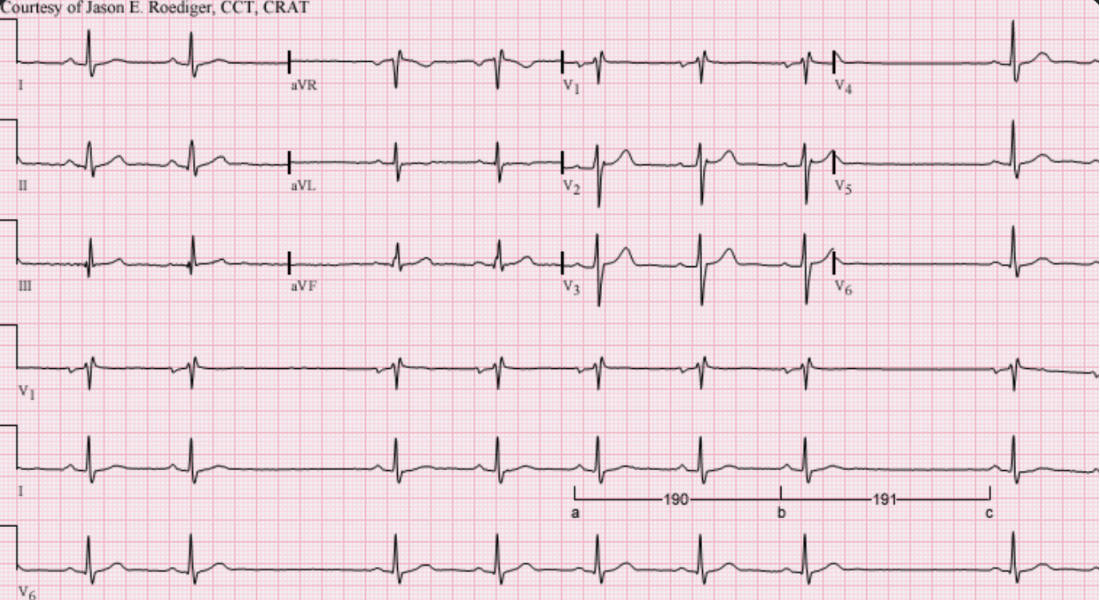 Courtesy of Jason E. Roediger, CCT, CRAT
I aVR V1 V4
II aVL V2 V5
III aVF V3 V6
V1
I
190 191
a b c
V6